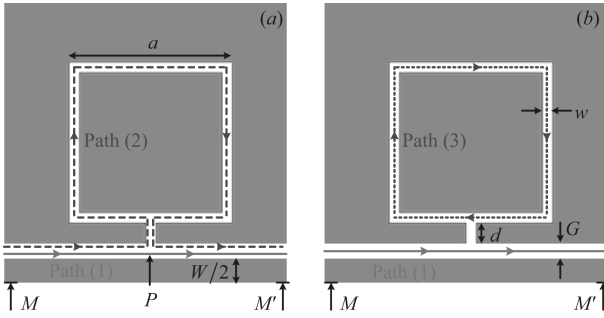 (a)
a
Path (2)
Path (1)
W/2
M
P
M'
(b)
w
Path (3)
d
G
Path (1)
M
M'